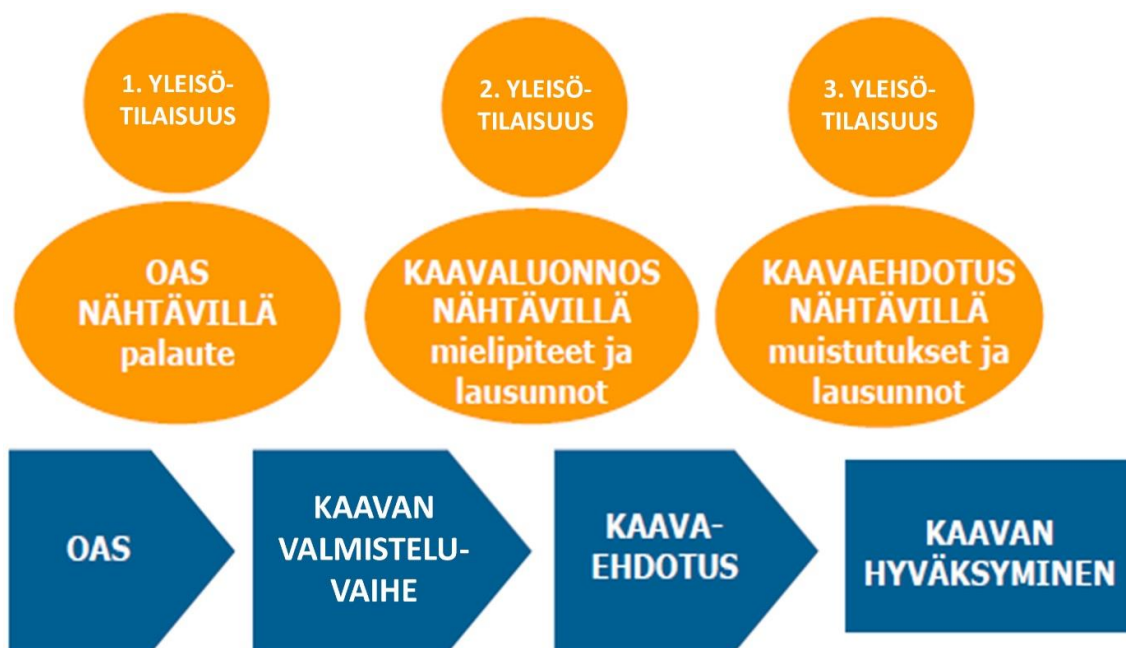 1. YLEISÖ-
TILAISUUS
2. YLEISÖ-
TILAISUUS
3. YLEISÖ-
TILAISUUS
OAS
NÄHTÄVILLÄ
palaute
KAAVALUONNOS
NÄHTÄVILLÄ
mielipiteet ja
lausunnot
KAAVAEHDOTUS
NÄHTÄVILLÄ
muistutukset ja
lausunnot
OAS
KAAVAN
VALMISTELU-
VAIHE
KAAVA-
EHDOTUS
KAAVAN
HYVÄKSYMINEN